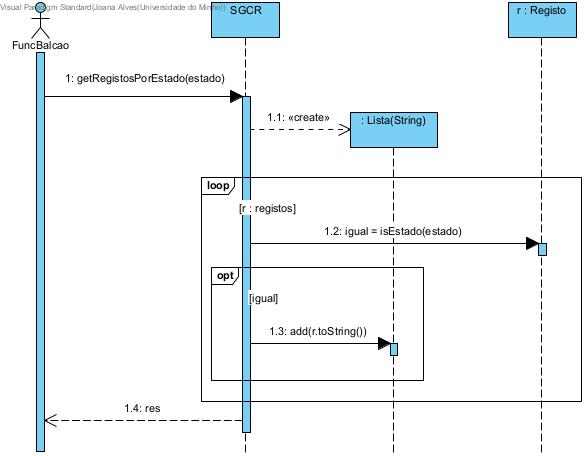 Visual Paradigm Standard(Joana Alves(Universidade do Minho))
SGCR
r : Registo
FuncBalcao
1: getRegistosPorEstado(estado)
1.1: «create»
: Lista(String)
loop
[r : registos]
1.2: igual = isEstado(estado)
opt
[igual]
1.3: add(r.toString())
1.4: res